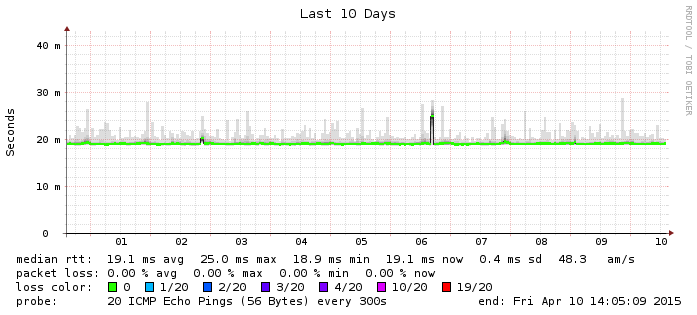 Last 10 Days
RRDTOOL / TOBI OETIKER
Seconds
40 m
30 m
20 m
10 m
0
01 02 03 04 05 06 07 08 09 10
median rtt: 19.1 ms avg 25.0 ms max 18.9 ms min 19.1 ms now 0.4 ms sd 48.3 am/s
packet loss: 0.00 % avg 0.00 % max 0.00 % min 0.00 % now
loss color: 0 1/20 2/20 3/20 4/20 10/20 19/20
probe: 20 ICMP Echo Pings (56 Bytes) every 300s end: Fri Apr 10 14:05:09 2015